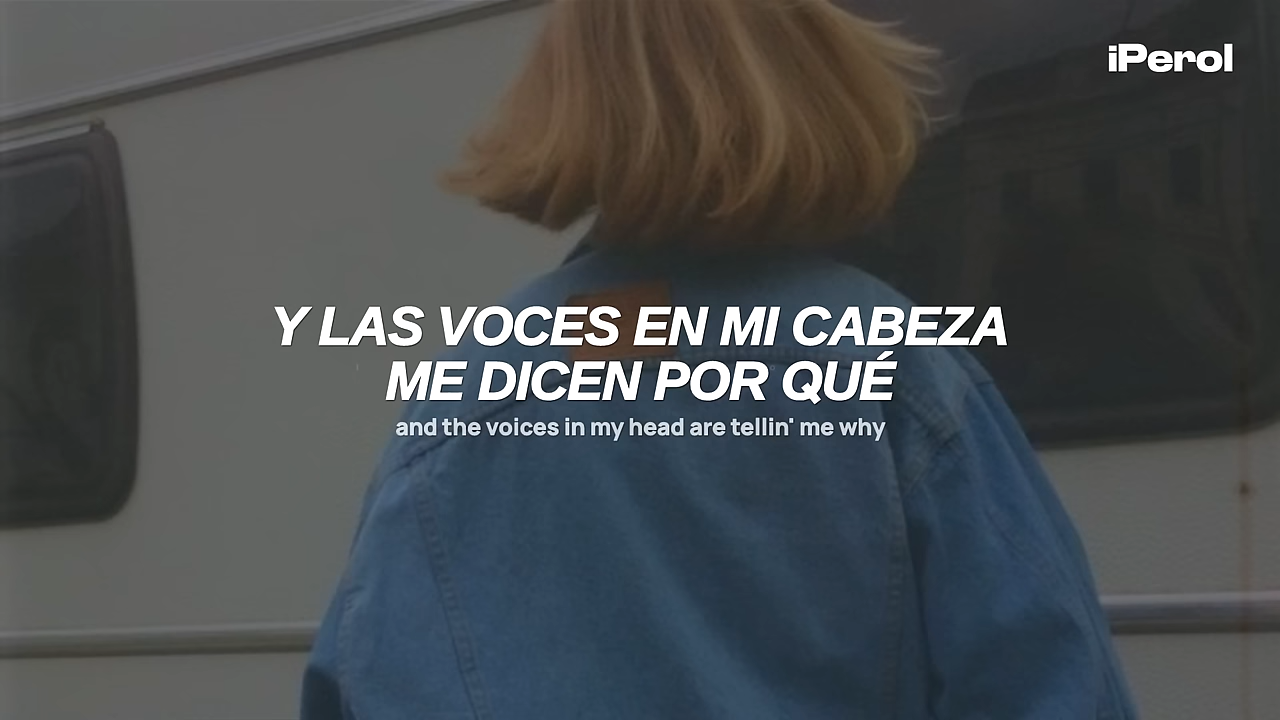 iPerol
Y LAS VOCES EN MI CABEZA
ME DICEN POR QUÉ
and the voices in my head are tellin' me why